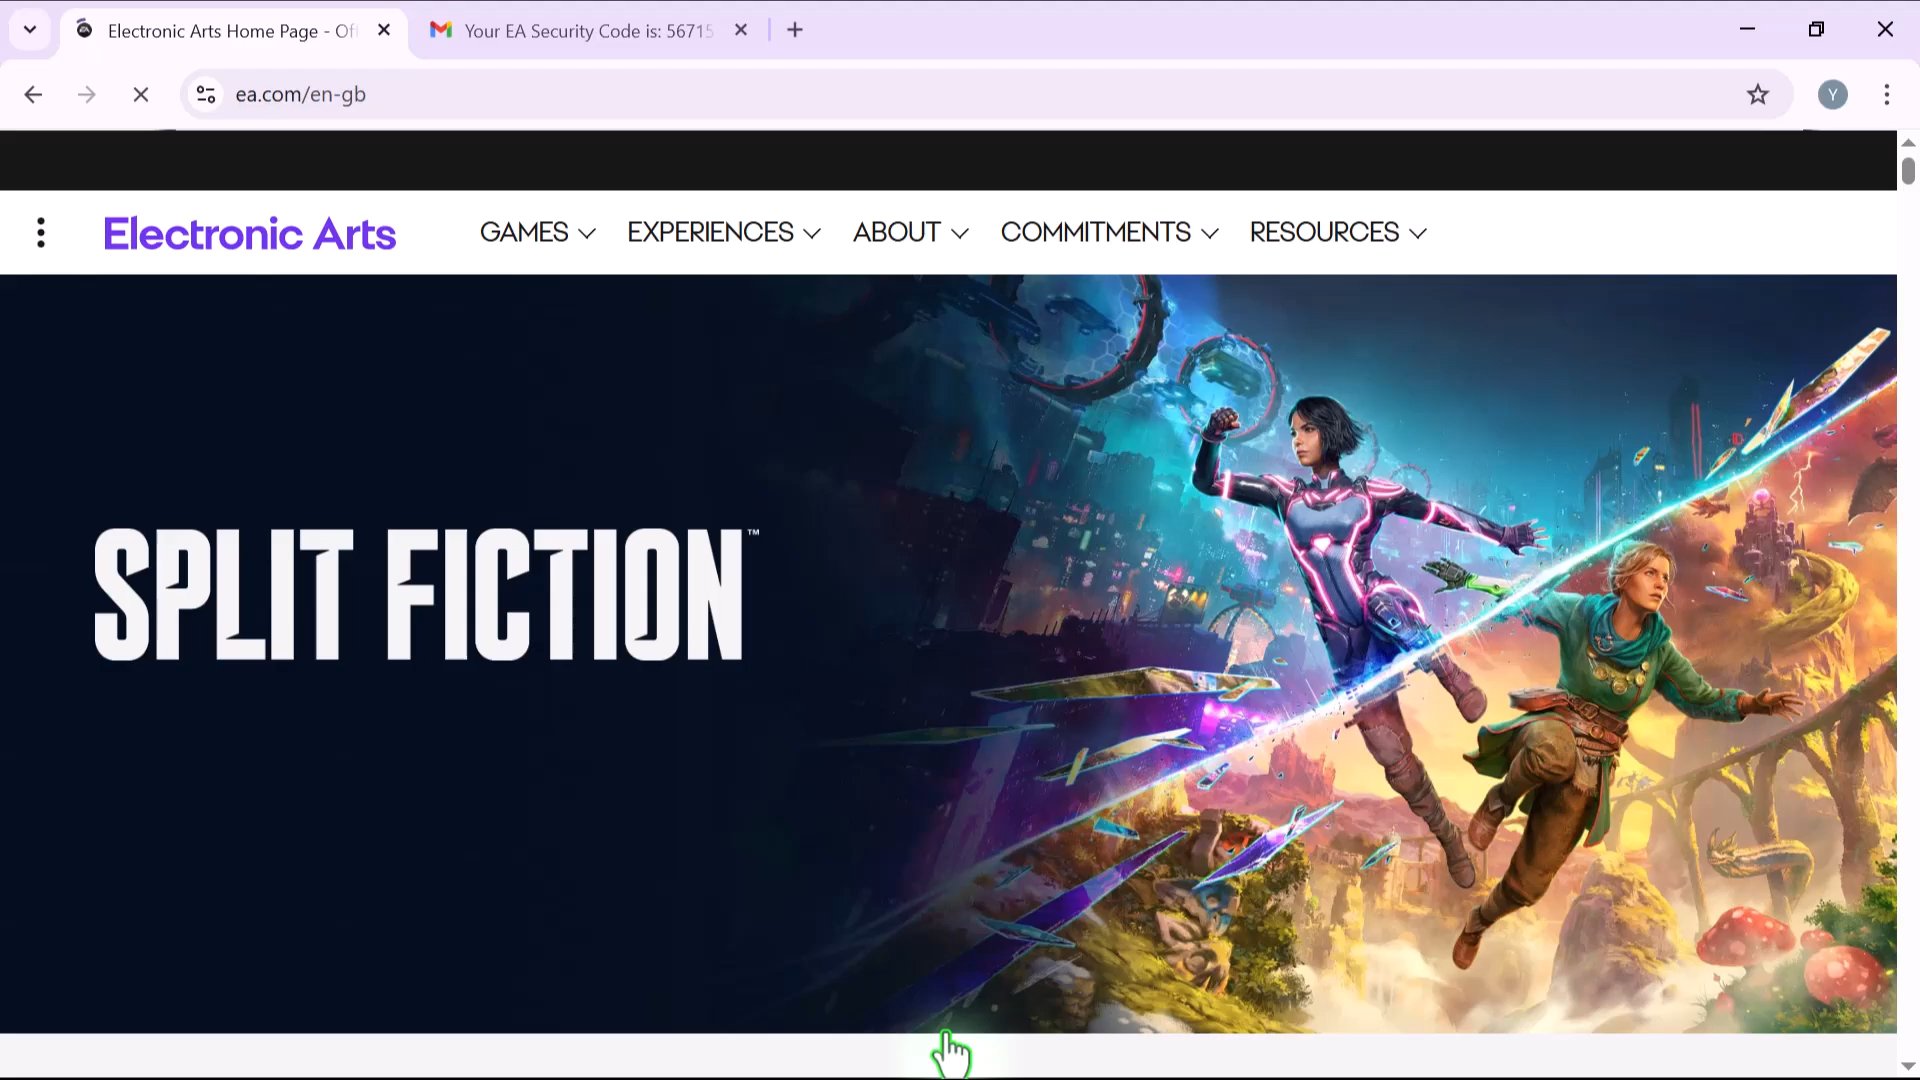 Electronic Arts Home Page - Off
Your EA Security Code is: 56715
ea.com/en-gb
Y
Electronic Arts
GAMES
EXPERIENCES
ABOUT
COMMITMENTS
RESOURCES
SPLIT FICTION™